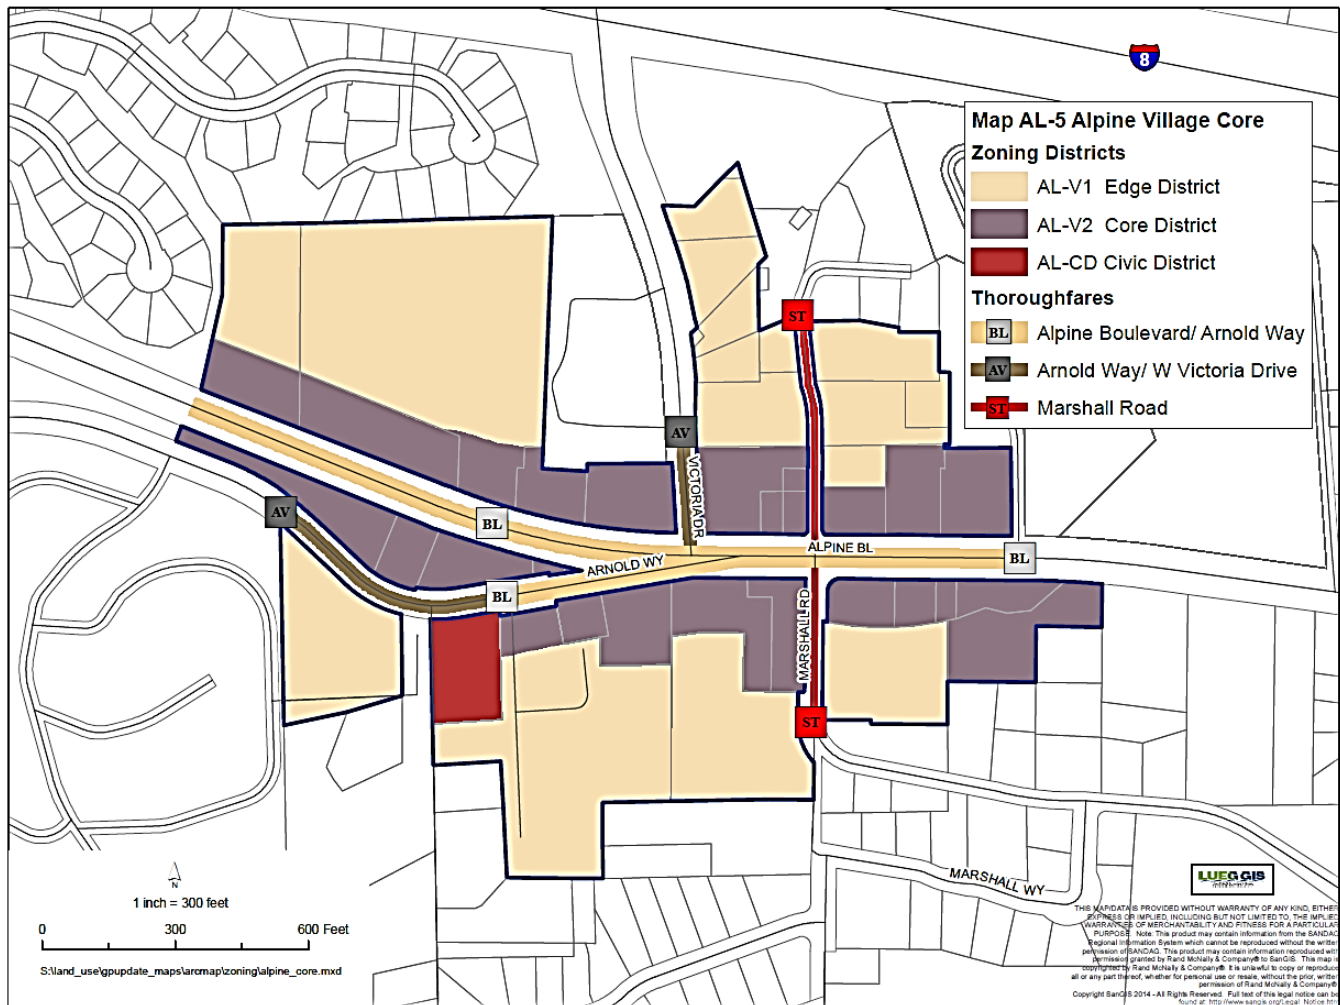 8
Map AL-5 Alpine Village Core
Zoning Districts
AL-V1 Edge District
AL-V2 Core District
AL-CD Civic District
Thoroughfares
BL Alpine Boulevard/ Arnold Way
AV Arnold Way/ W Victoria Drive
ST Marshall Road
ST
AV
VICTORIA DR
AV
BL
ALPINE BL
BL
ARNOLD WY
BL
MARSHALL RD
ST
MARSHALL WY
N
1 inch = 300 feet
0 300 600 Feet
S:\land_use\gpupdate_maps\arcmap\zoning\alpine_core.mxd
LUEG GIS
THIS MAP/DATA IS PROVIDED WITHOUT WARRANTY OF ANY KIND, EITHER
EXPRESS OR IMPLIED, INCLUDING BUT NOT LIMITED TO, THE IMPLIED
WARRANTIES OF MERCHANTABILITY AND FITNESS FOR A PARTICULAR
PURPOSE. Note: This product may contain information from the SANDAG
Regional Information System which cannot be reproduced without the written
permission of SANDAG. This product may contain information reproduced with
permission granted by Rand McNally & Company® to SanGIS. This map is
copyrighted by Rand McNally & Company®. It is unlawful to copy or reproduce
all or any part thereof, whether for personal use or resale, without the prior, written
permission of Rand McNally & Company®.
Copyright SanGIS 2014 - All Rights Reserved. Full text of this legal notice can be
found at: http://www.sangis.org/Legal_Notice.htm